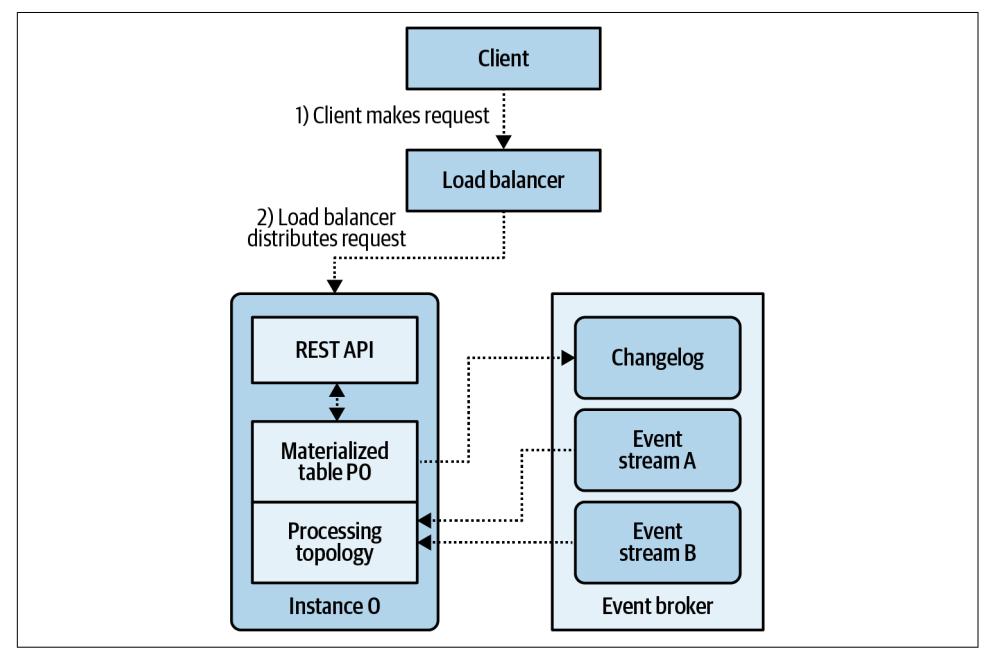 Client
1) Client makes request
Load balancer
2) Load balancer
distributes request
REST API
Materialized
table P0
Processing
topology
Instance 0
Changelog
Event
stream A
Event
stream B
Event broker